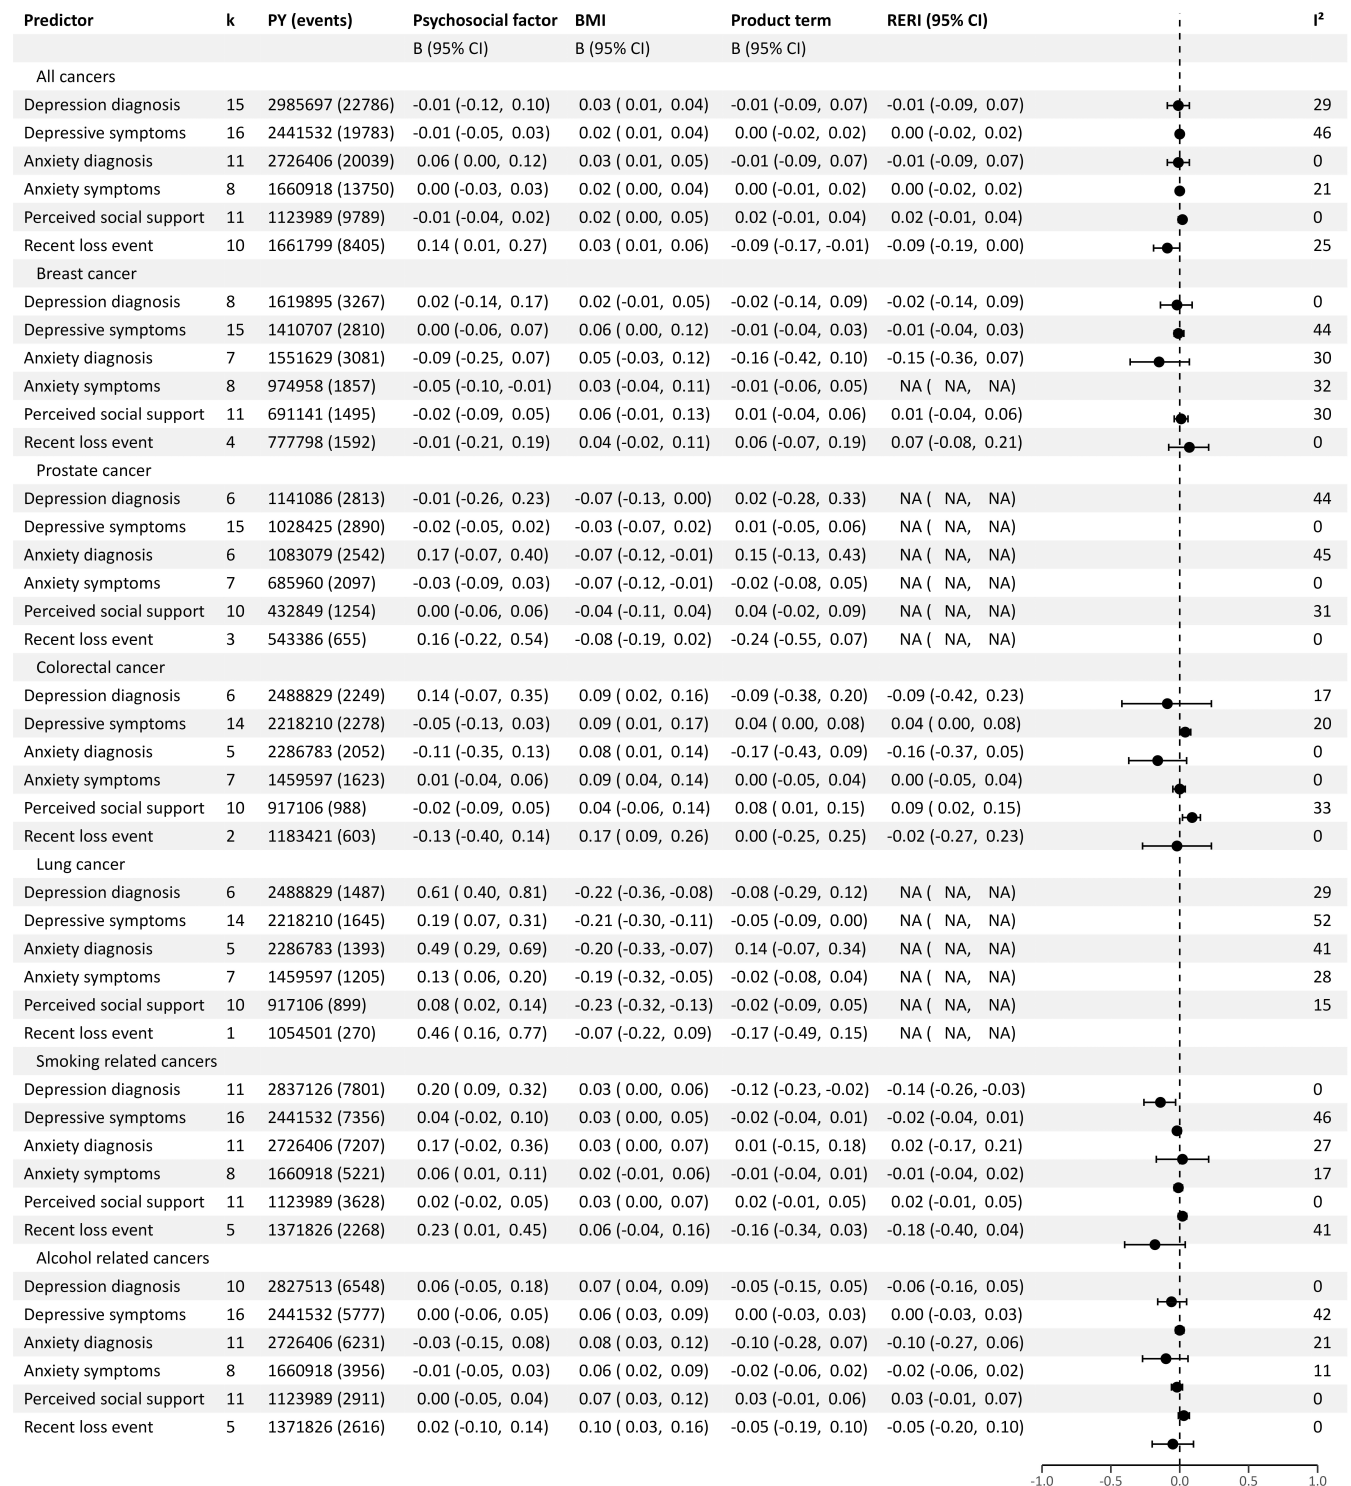 Predictor k PY (events) Psychosocial factor BMI Product term RERI (95% CI) I²
B (95% CI) B (95% CI) B (95% CI)
All cancers
Depression diagnosis 15 2985697 (22786) -0.01 (-0.12, 0.10) 0.03 ( 0.01, 0.04) -0.01 (-0.09, 0.07) -0.01 (-0.09, 0.07) 29
Depressive symptoms 16 2441532 (19783) -0.01 (-0.05, 0.03) 0.02 ( 0.01, 0.04) 0.00 (-0.02, 0.02) 0.00 (-0.02, 0.02) 46
Anxiety diagnosis 11 2726406 (20039) 0.06 ( 0.00, 0.12) 0.03 ( 0.01, 0.05) -0.01 (-0.09, 0.07) -0.01 (-0.09, 0.07) 0
Anxiety symptoms 8 1660918 (13750) 0.00 (-0.03, 0.03) 0.02 ( 0.00, 0.04) 0.00 (-0.01, 0.02) 0.00 (-0.02, 0.02) 21
Perceived social support 11 1123989 (9789) -0.01 (-0.04, 0.02) 0.02 ( 0.00, 0.05) 0.02 (-0.01, 0.04) 0.02 (-0.01, 0.04) 0
Recent loss event 10 1661799 (8405) 0.14 ( 0.01, 0.27) 0.03 ( 0.01, 0.06) -0.09 (-0.17, -0.01) -0.09 (-0.19, 0.00) 25
Breast cancer
Depression diagnosis 8 1619895 (3267) 0.02 (-0.14, 0.17) 0.02 (-0.01, 0.05) -0.02 (-0.14, 0.09) -0.02 (-0.14, 0.09) 0
Depressive symptoms 15 1410707 (2810) 0.00 (-0.06, 0.07) 0.06 ( 0.00, 0.12) -0.01 (-0.04, 0.03) -0.01 (-0.04, 0.03) 44
Anxiety diagnosis 7 1551629 (3081) -0.09 (-0.25, 0.07) 0.05 (-0.03, 0.12) -0.16 (-0.42, 0.10) -0.15 (-0.36, 0.07) 30
Anxiety symptoms 8 974958 (1857) -0.05 (-0.10, -0.01) 0.03 (-0.04, 0.11) -0.01 (-0.06, 0.05) NA ( NA, NA) 32
Perceived social support 11 691141 (1495) -0.02 (-0.09, 0.05) 0.06 (-0.01, 0.13) 0.01 (-0.04, 0.06) 0.01 (-0.04, 0.06) 30
Recent loss event 4 777798 (1592) -0.01 (-0.21, 0.19) 0.04 (-0.02, 0.11) 0.06 (-0.07, 0.19) 0.07 (-0.08, 0.21) 0
Prostate cancer
Depression diagnosis 6 1141086 (2813) -0.01 (-0.26, 0.23) -0.07 (-0.13, 0.00) 0.02 (-0.28, 0.33) NA ( NA, NA) 44
Depressive symptoms 15 1028425 (2890) -0.02 (-0.05, 0.02) -0.03 (-0.07, 0.02) 0.01 (-0.05, 0.06) NA ( NA, NA) 0
Anxiety diagnosis 6 1083079 (2542) 0.17 (-0.07, 0.40) -0.07 (-0.12, -0.01) 0.15 (-0.13, 0.43) NA ( NA, NA) 45
Anxiety symptoms 7 685960 (2097) -0.03 (-0.09, 0.03) -0.07 (-0.12, -0.01) -0.02 (-0.08, 0.05) NA ( NA, NA) 0
Perceived social support 10 432849 (1254) 0.00 (-0.06, 0.06) -0.04 (-0.11, 0.04) 0.04 (-0.02, 0.09) NA ( NA, NA) 31
Recent loss event 3 543386 (655) 0.16 (-0.22, 0.54) -0.08 (-0.19, 0.02) -0.24 (-0.55, 0.07) NA ( NA, NA) 0
Colorectal cancer
Depression diagnosis 6 2488829 (2249) 0.14 (-0.07, 0.35) 0.09 ( 0.02, 0.16) -0.09 (-0.38, 0.20) -0.09 (-0.42, 0.23) 17
Depressive symptoms 14 2218210 (2278) -0.05 (-0.13, 0.03) 0.09 ( 0.01, 0.17) 0.04 ( 0.00, 0.08) 0.04 ( 0.00, 0.08) 20
Anxiety diagnosis 5 2286783 (2052) -0.11 (-0.35, 0.13) 0.08 ( 0.01, 0.14) -0.17 (-0.43, 0.09) -0.16 (-0.37, 0.05) 0
Anxiety symptoms 7 1459597 (1623) 0.01 (-0.04, 0.06) 0.09 ( 0.04, 0.14) 0.00 (-0.05, 0.04) 0.00 (-0.05, 0.04) 0
Perceived social support 10 917106 (988) -0.02 (-0.09, 0.05) 0.04 (-0.06, 0.14) 0.08 ( 0.01, 0.15) 0.09 ( 0.02, 0.15) 33
Recent loss event 2 1183421 (603) -0.13 (-0.40, 0.14) 0.17 ( 0.09, 0.26) 0.00 (-0.25, 0.25) -0.02 (-0.27, 0.23) 0
Lung cancer
Depression diagnosis 6 2488829 (1487) 0.61 ( 0.40, 0.81) -0.22 (-0.36, -0.08) -0.08 (-0.29, 0.12) NA ( NA, NA) 29
Depressive symptoms 14 2218210 (1645) 0.19 ( 0.07, 0.31) -0.21 (-0.30, -0.11) -0.05 (-0.09, 0.00) NA ( NA, NA) 52
Anxiety diagnosis 5 2286783 (1393) 0.49 ( 0.29, 0.69) -0.20 (-0.33, -0.07) 0.14 (-0.07, 0.34) NA ( NA, NA) 41
Anxiety symptoms 7 1459597 (1205) 0.13 ( 0.06, 0.20) -0.19 (-0.32, -0.05) -0.02 (-0.08, 0.04) NA ( NA, NA) 28
Perceived social support 10 917106 (899) 0.08 ( 0.02, 0.14) -0.23 (-0.32, -0.13) -0.02 (-0.09, 0.05) NA ( NA, NA) 15
Recent loss event 1 1054501 (270) 0.46 ( 0.16, 0.77) -0.07 (-0.22, 0.09) -0.17 (-0.49, 0.15) NA ( NA, NA)
Smoking related cancers
Depression diagnosis 11 2837126 (7801) 0.20 ( 0.09, 0.32) 0.03 ( 0.00, 0.06) -0.12 (-0.23, -0.02) -0.14 (-0.26, -0.03) 0
Depressive symptoms 16 2441532 (7356) 0.04 (-0.02, 0.10) 0.03 ( 0.00, 0.05) -0.02 (-0.04, 0.01) -0.02 (-0.04, 0.01) 46
Anxiety diagnosis 11 2726406 (7207) 0.17 (-0.02, 0.36) 0.03 ( 0.00, 0.07) 0.01 (-0.15, 0.18) 0.02 (-0.17, 0.21) 27
Anxiety symptoms 8 1660918 (5221) 0.06 ( 0.01, 0.11) 0.02 (-0.01, 0.06) -0.01 (-0.04, 0.01) -0.01 (-0.04, 0.02) 17
Perceived social support 11 1123989 (3628) 0.02 (-0.02, 0.05) 0.03 ( 0.00, 0.07) 0.02 (-0.01, 0.05) 0.02 (-0.01, 0.05) 0
Recent loss event 5 1371826 (2268) 0.23 ( 0.01, 0.45) 0.06 (-0.04, 0.16) -0.16 (-0.34, 0.03) -0.18 (-0.40, 0.04) 41
Alcohol related cancers
Depression diagnosis 10 2827513 (6548) 0.06 (-0.05, 0.18) 0.07 ( 0.04, 0.09) -0.05 (-0.15, 0.05) -0.06 (-0.16, 0.05) 0
Depressive symptoms 16 2441532 (5777) 0.00 (-0.06, 0.05) 0.06 ( 0.03, 0.09) 0.00 (-0.03, 0.03) 0.00 (-0.03, 0.03) 42
Anxiety diagnosis 11 2726406 (6231) -0.03 (-0.15, 0.08) 0.08 ( 0.03, 0.12) -0.10 (-0.28, 0.07) -0.10 (-0.27, 0.06) 21
Anxiety symptoms 8 1660918 (3956) -0.01 (-0.05, 0.03) 0.06 ( 0.02, 0.09) -0.02 (-0.06, 0.02) -0.02 (-0.06, 0.02) 11
Perceived social support 11 1123989 (2911) 0.00 (-0.05, 0.04) 0.07 ( 0.03, 0.12) 0.03 (-0.01, 0.06) 0.03 (-0.01, 0.07) 0
Recent loss event 5 1371826 (2616) 0.02 (-0.10, 0.14) 0.10 ( 0.03, 0.16) -0.05 (-0.19, 0.10) -0.05 (-0.20, 0.10) 0
-1.0 -0.5 0.0 0.5 1.0